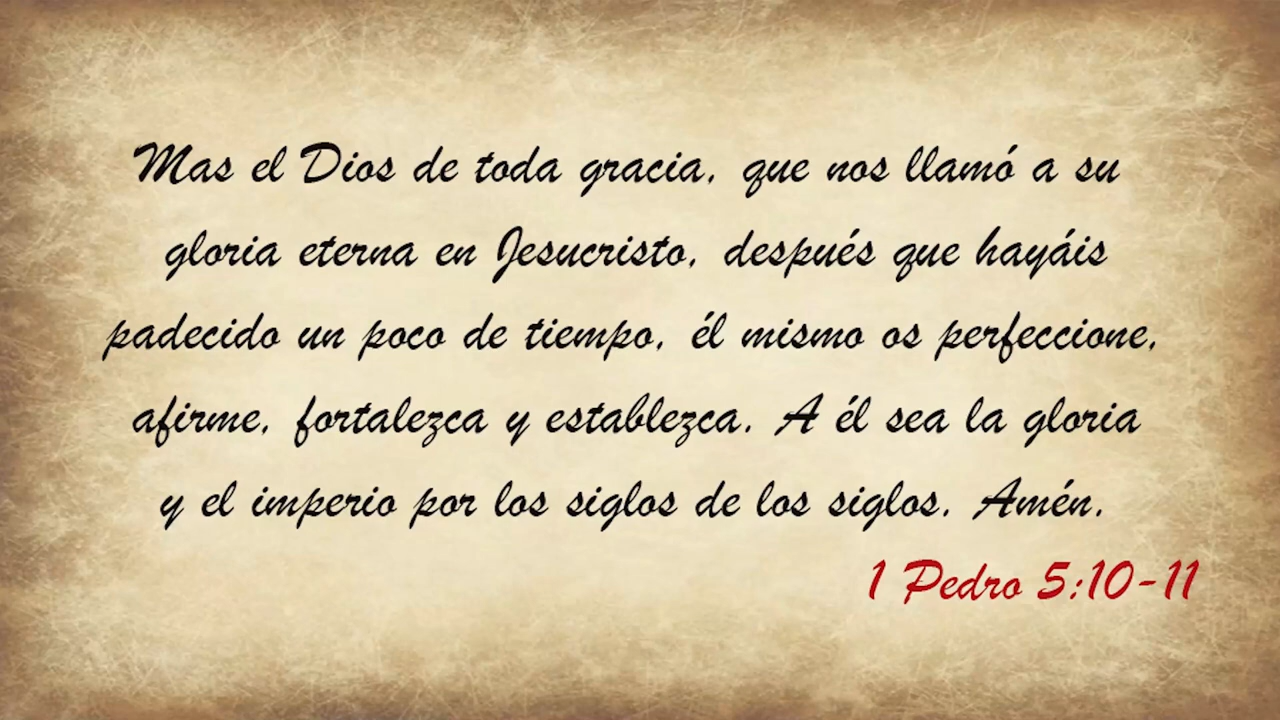 Mas el Dios de toda gracia, que nos llamó a su
gloria eterna en Jesucristo, después que hayáis
padecido un poco de tiempo, él mismo os perfeccione,
afirme, fortalezca y establezca. A él sea la gloria
y el imperio por los siglos de los siglos. Amén.
1 Pedro 5:10-11